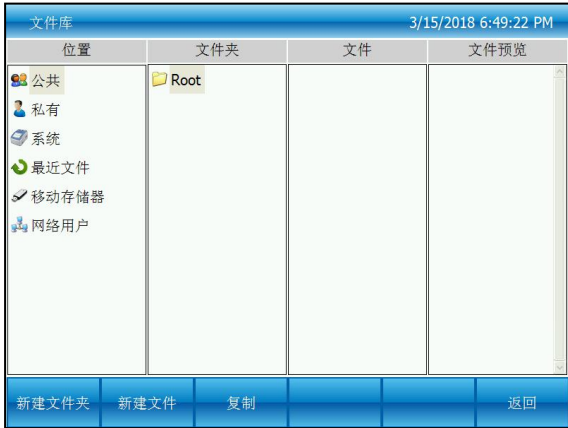 文件库 3/15/2018 6:49:22 PM
位置 文件夹 文件 文件预览
公共 Root
私有
系统
最近文件
移动存储器
网络用户
新建文件夹 新建文件 复制 返回